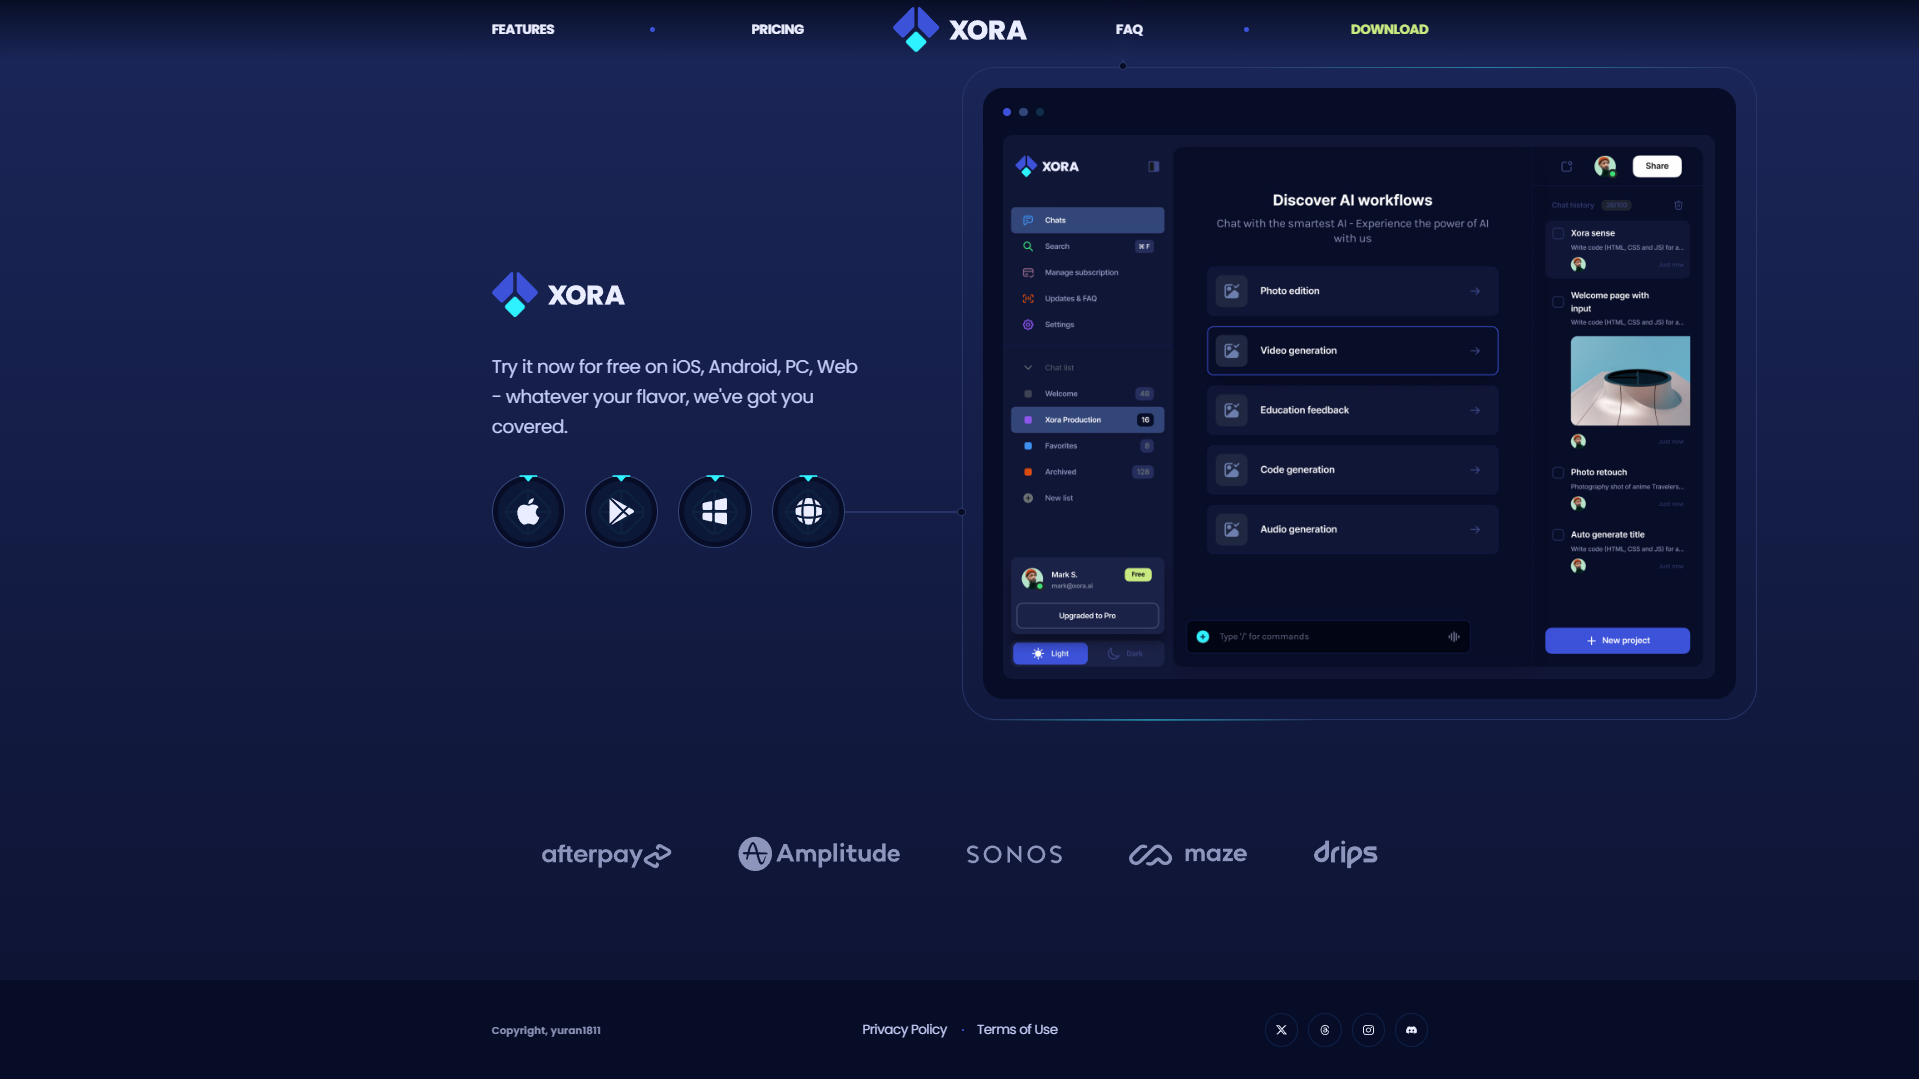 FEATURES
PRICING
XORA
FAQ
DOWNLOAD
XORA
Try it now for free on iOS, Android, PC, Web
- whatever your flavor, we've got you
covered.
XORA
Chats
Search
⌘ F
Manage subscription
Updates & FAQ
Settings
Chat list
Welcome
48
Xora Production
16
Favorites
8
Archived
128
New list
Mark S.
Free
mark@xora.ai
Upgraded to Pro
Light
Dark
Discover AI workflows
Chat with the smartest AI - Experience the power of AI
with us
Photo edition
Video generation
Education feedback
Code generation
Audio generation
Type '/' for commands
Share
Chat history
Xora sense
Write code (HTML, CSS and JS) for a...
Just now
Welcome page with
input
Write code (HTML, CSS and JS) for a...
Just now
Photo retouch
Photography shot of anime Travelers...
Just now
Auto generate title
Write code (HTML, CSS and JS) for a...
Just now
New project
afterpay
Amplitude
SONOS
maze
drips
Copyright, yuran1811
Privacy Policy
Terms of Use